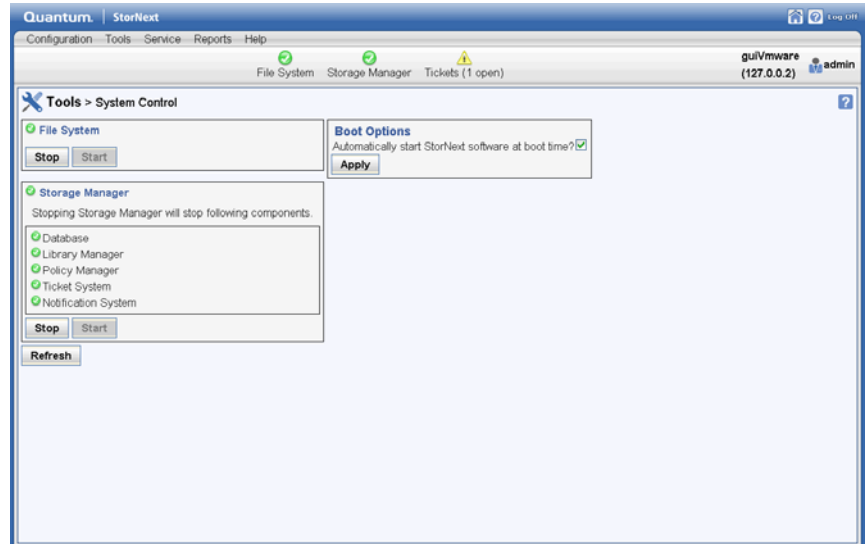 Quantum. StorNext
Log Off
Configuration Tools Service Reports Help
File System Storage Manager Tickets (1 open)
guiVmware
(127.0.0.2)
admin
Tools > System Control
File System
Stop Start
Boot Options
Automatically start StorNext software at boot time?
Apply
Storage Manager
Stopping Storage Manager will stop following components.
Database
Library Manager
Policy Manager
Ticket System
Notification System
Stop Start
Refresh